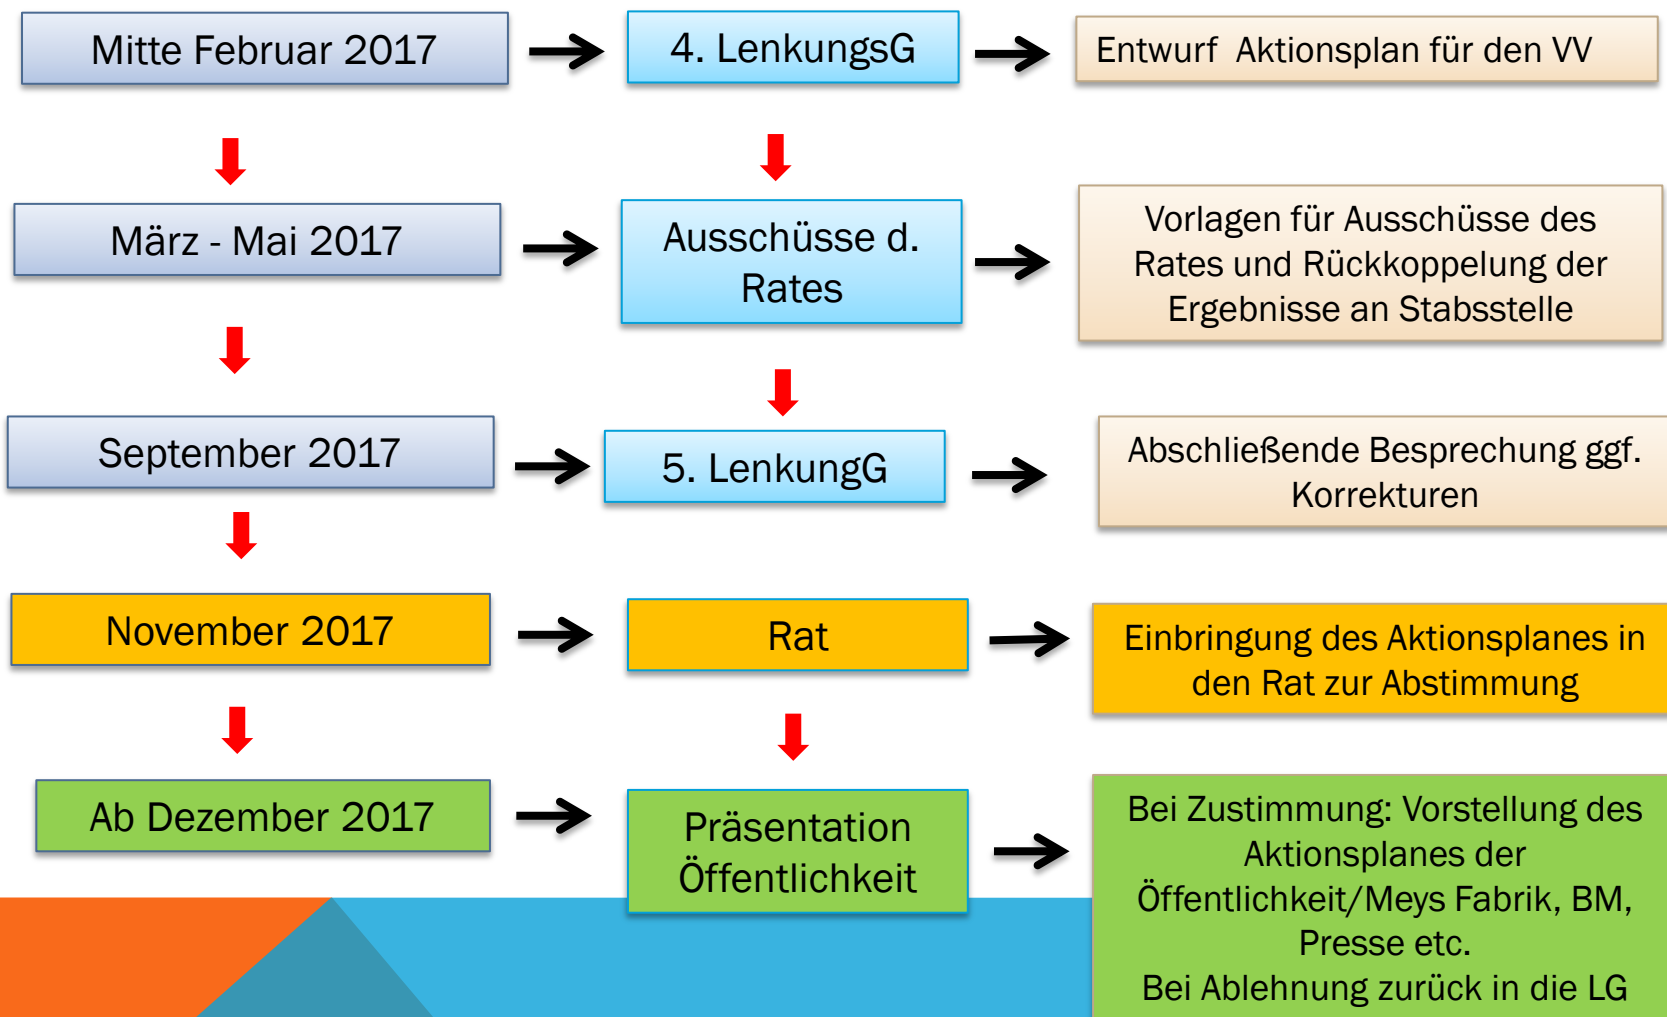 Mitte Februar 2017
4. LenkungsG
Entwurf Aktionsplan für den VV
März - Mai 2017
Ausschüsse d.
Rates
Vorlagen für Ausschüsse des
Rates und Rückkoppelung der
Ergebnisse an Stabsstelle
September 2017
5. LenkungG
Abschließende Besprechung ggf.
Korrekturen
November 2017
Rat
Einbringung des Aktionsplanes in
den Rat zur Abstimmung
Ab Dezember 2017
Präsentation
Öffentlichkeit
Bei Zustimmung: Vorstellung des
Aktionsplanes der
Öffentlichkeit/Meys Fabrik, BM,
Presse etc.
Bei Ablehnung zurück in die LG